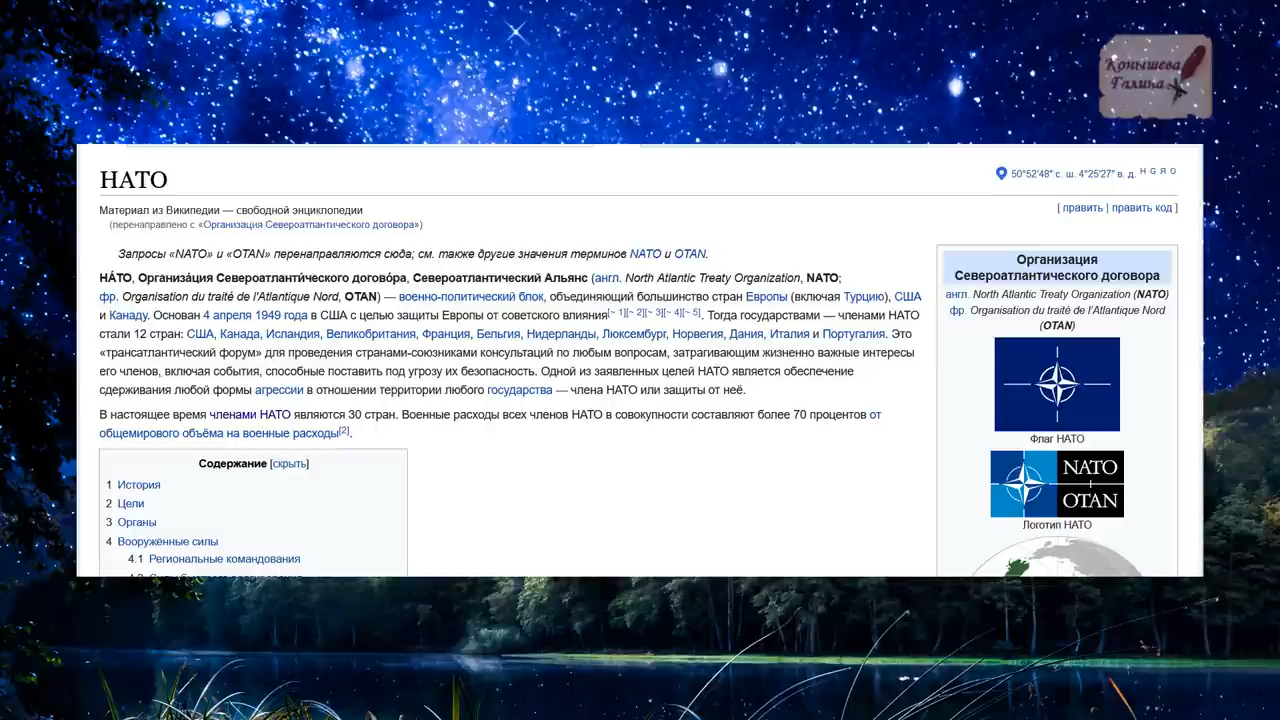 Конышева
Галина
НАТО
50°52′48″ с. ш. 4°25′27″ в. д. H G Я O
Материал из Википедии — свободной энциклопедии
[ править | править код ]
(перенаправлено с «Организация Североатлантического договора»)
Запросы «NATO» и «OTAN» перенаправляются сюда; см. также другие значения терминов NATO и OTAN.
НА́ТО, Организа́ция Североатланти́ческого догово́ра, Североатлантический Альянс (англ. North Atlantic Treaty Organization, NATO;
фр. Organisation du traité de l'Atlantique Nord, OTAN) — военно-политический блок, объединяющий большинство стран Европы (включая Турцию), США
и Канаду. Основан 4 апреля 1949 года в США с целью защиты Европы от советского влияния[~ 1][~ 2][~ 3][~ 4][~ 5]. Тогда государствами — членами НАТО
стали 12 стран: США, Канада, Исландия, Великобритания, Франция, Бельгия, Нидерланды, Люксембург, Норвегия, Дания, Италия и Португалия. Это
«трансатлантический форум» для проведения странами-союзниками консультаций по любым вопросам, затрагивающим жизненно важные интересы
его членов, включая события, способные поставить под угрозу их безопасность. Одной из заявленных целей НАТО является обеспечение
сдерживания любой формы агрессии в отношении территории любого государства — члена НАТО или защиты от неё.
В настоящее время членами НАТО являются 30 стран. Военные расходы всех членов НАТО в совокупности составляют более 70 процентов от
общемирового объёма на военные расходы[2].
Содержание [скрыть]
1 История
2 Цели
3 Органы
4 Вооружённые силы
4.1 Региональные командования
Организация
Североатлантического договора
англ. North Atlantic Treaty Organization (NATO)
фр. Organisation du traité de l'Atlantique Nord
(OTAN)
Флаг НАТО
NATO
OTAN
Логотип НАТО